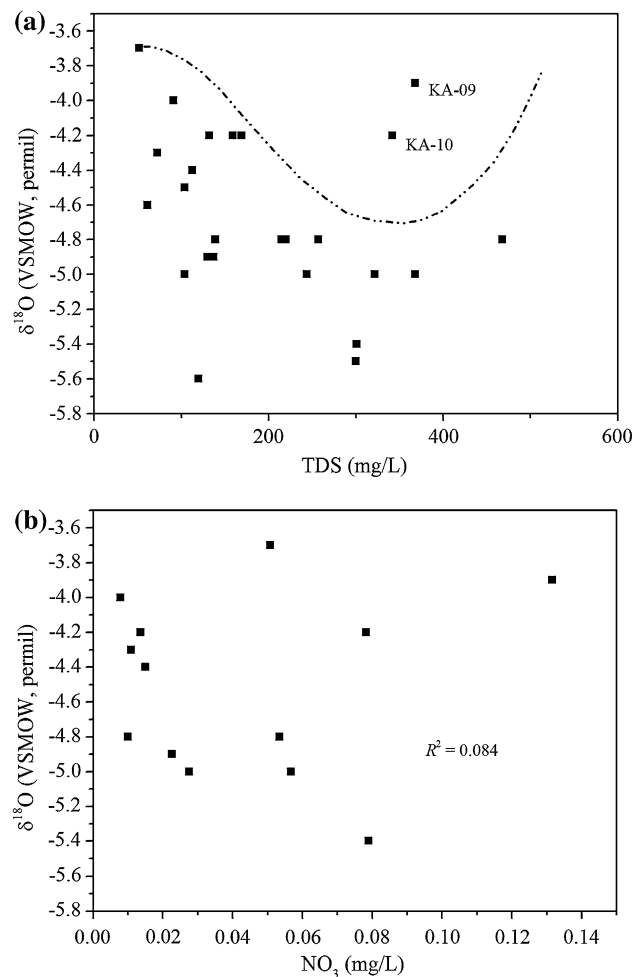 (a)
-3.6
-3.8
-4.0
-4.2
-4.4
-4.6
-4.8
-5.0
-5.2
-5.4
-5.6
-5.8
δ¹⁸O (VSMOW, permil)
KA-09
KA-10
0 200 400 600
TDS (mg/L)
(b)
-3.6
-3.8
-4.0
-4.2
-4.4
-4.6
-4.8
-5.0
-5.2
-5.4
-5.6
-5.8
δ¹⁸O (VSMOW, permil)
R² = 0.084
0.00 0.02 0.04 0.06 0.08 0.10 0.12 0.14
NO₃ (mg/L)